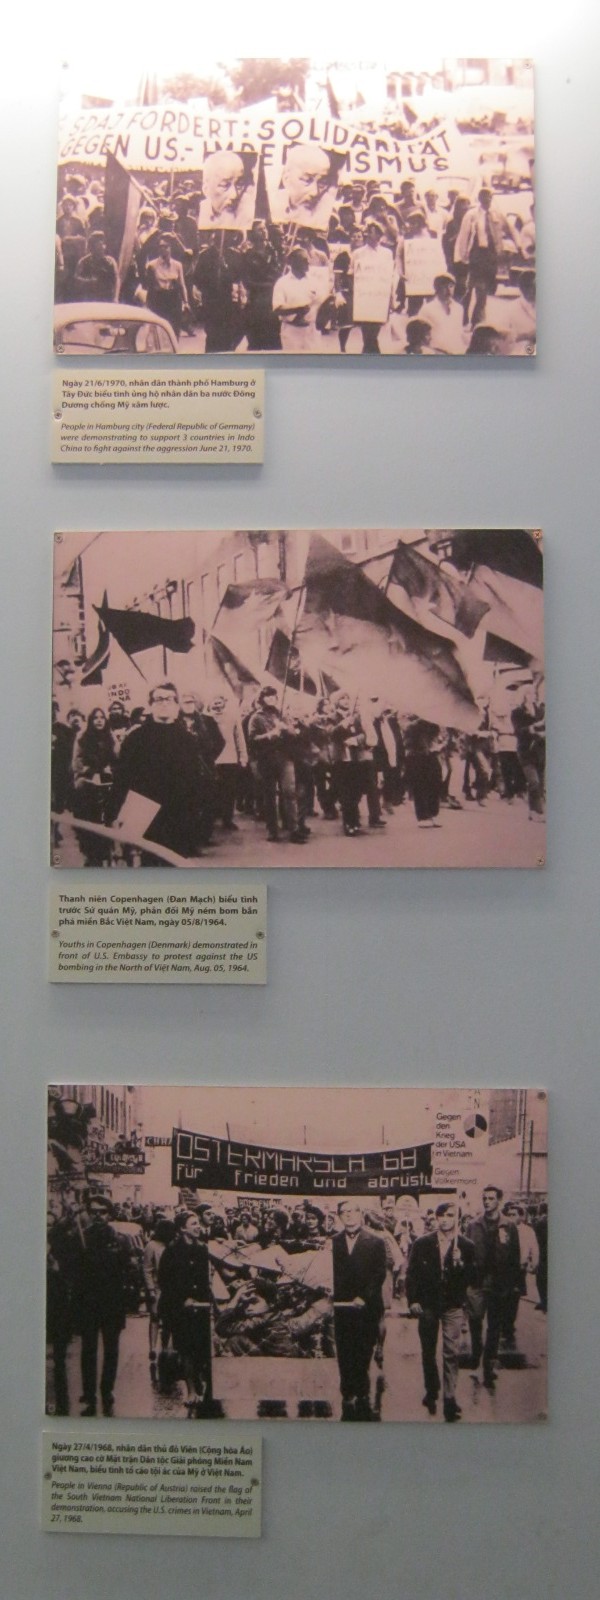 SDAJ FORDERT: SOLIDARITÄT
GEGEN US.- IMPERIALISMUS
Ngày 21/6/1970, nhân dân thành phố Hamburg ở
Tây Đức biểu tình ủng hộ nhân dân ba nước Đông
Dương chống Mỹ xâm lược.
People in Hamburg city (Federal Republic of Germany)
were demonstrating to support 3 countries in Indo
China to fight against the aggression June 21, 1970.
INDO
Thanh niên Copenhagen (Đan Mạch) biểu tình
trước Sứ quán Mỹ, phản đối Mỹ ném bom bắn
phá miền Bắc Việt Nam, ngày 05/8/1964.
Youths in Copenhagen (Denmark) demonstrated in
front of U.S. Embassy to protest against the US
bombing in the North of Việt Nam, Aug. 05, 1964.
Gegen
den
Krieg
der USA
in Vietnam
Gegen
Völkermord
OSTERMARSCH 68
für frieden und abrüstu
Ngày 27/4/1968, nhân dân thủ đô Viên (Cộng hòa Áo)
giương cao cờ Mặt trận Dân tộc Giải phóng Miền Nam
Việt Nam, biểu tình tố cáo tội ác của Mỹ ở Việt Nam.
People in Vienna (Republic of Austria) raised the flag of
the South Vietnam National Liberation Front in their
demonstration, accusing the U.S. crimes in Vietnam, April
27, 1968.